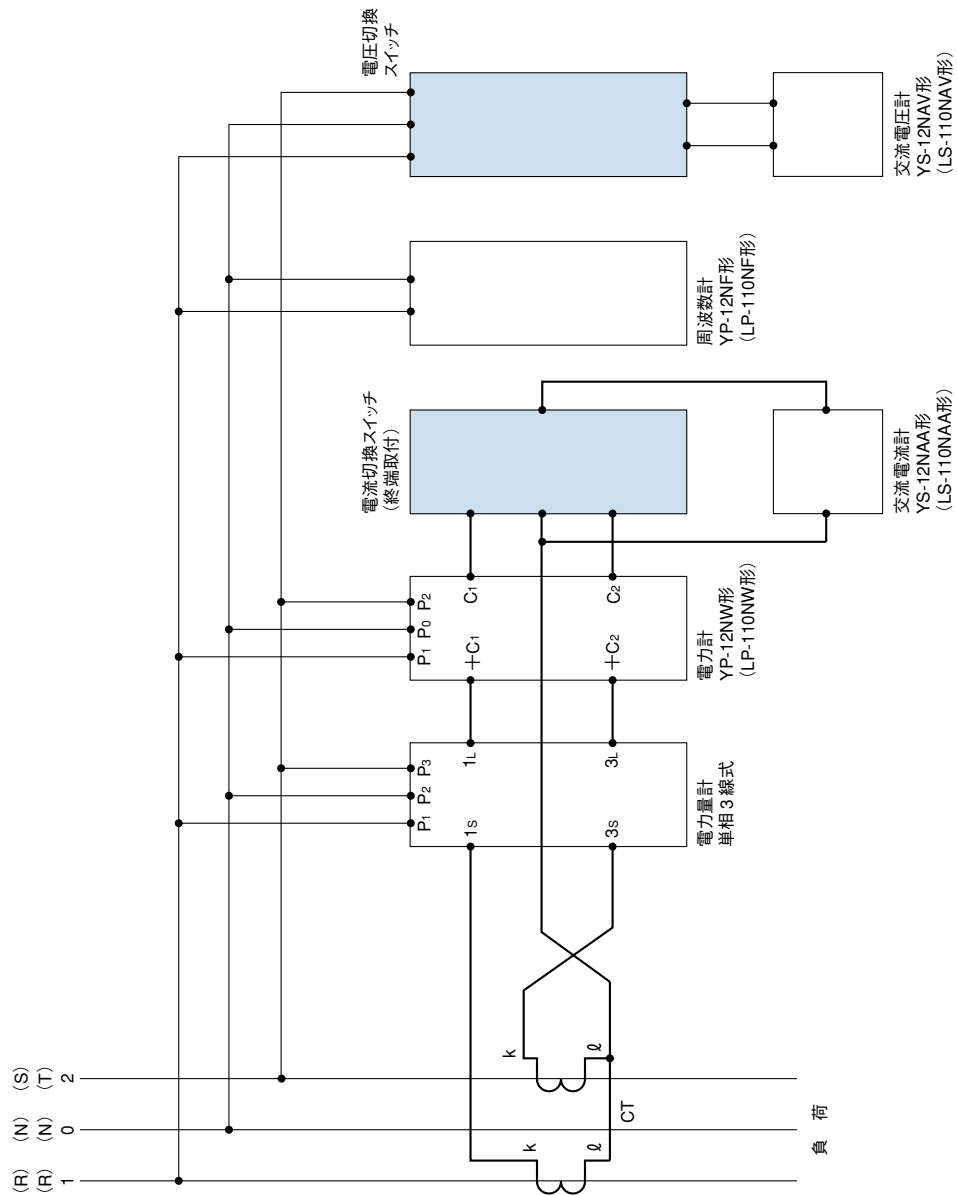 (R) (N) (S)
(R) (N) (T)
1 0 2
k
ℓ
k
ℓ
CT
負 荷
P1 P2 P3
1S 1L
3S 3L
電力量計
単相3線式
P1 P0 P2
+C1 C1
+C2 C2
電力計
YP-12NW形
(LP-110NW形)
電流切換スイッチ
(終端取付)
交流電流計
YS-12NAA形
(LS-110NAA形)
周波数計
YP-12NF形
(LP-110NF形)
電圧切換
スイッチ
交流電圧計
YS-12NAV形
(LS-110NAV形)